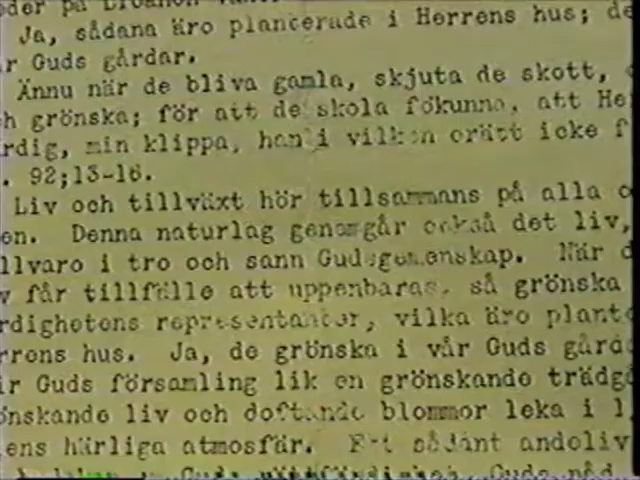 Ja, sådana äro plancerade i Herrens hus; de
r Guds gårdar.
Ännu när de bliva gamla, skjuta de skott,
h grönska; för att de skola fökunna, att He
rdig, min klippa, han i vilken orätt icke f
. 92;13-16.
Liv och tillväxt hör tillsammans på alla o
en. Denna naturlag genomgår också det liv,
llvaro i tro och sann Gudsgemenskap. När d
v får tillfälle att uppenbaras, så grönska
rdighetens representanter, vilka äro plante
rrens hus. Ja, de grönska i vår Guds gårda
är Guds församling lik en grönskande trädgå
önskande liv och doftande blommor leka i l
ens härliga atmosfär. Ett sådant andeliv